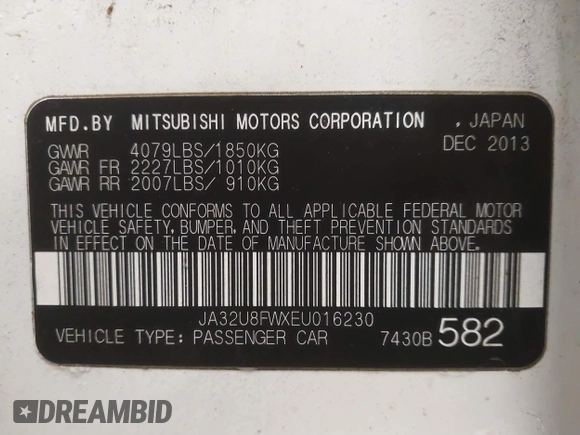 MFD.BY MITSUBISHI MOTORS CORPORATION , JAPAN
GVWR 4079LBS/1850KG DEC 2013
GAWR FR 2227LBS/1010KG
GAWR RR 2007LBS/ 910KG
THIS VEHICLE CONFORMS TO ALL APPLICABLE FEDERAL MOTOR
VEHICLE SAFETY, BUMPER, AND THEFT PREVENTION STANDARDS
IN EFFECT ON THE DATE OF MANUFACTURE SHOWN ABOVE.
JA32U8FWXEU016230
VEHICLE TYPE: PASSENGER CAR 7430B 582
DREAMBID